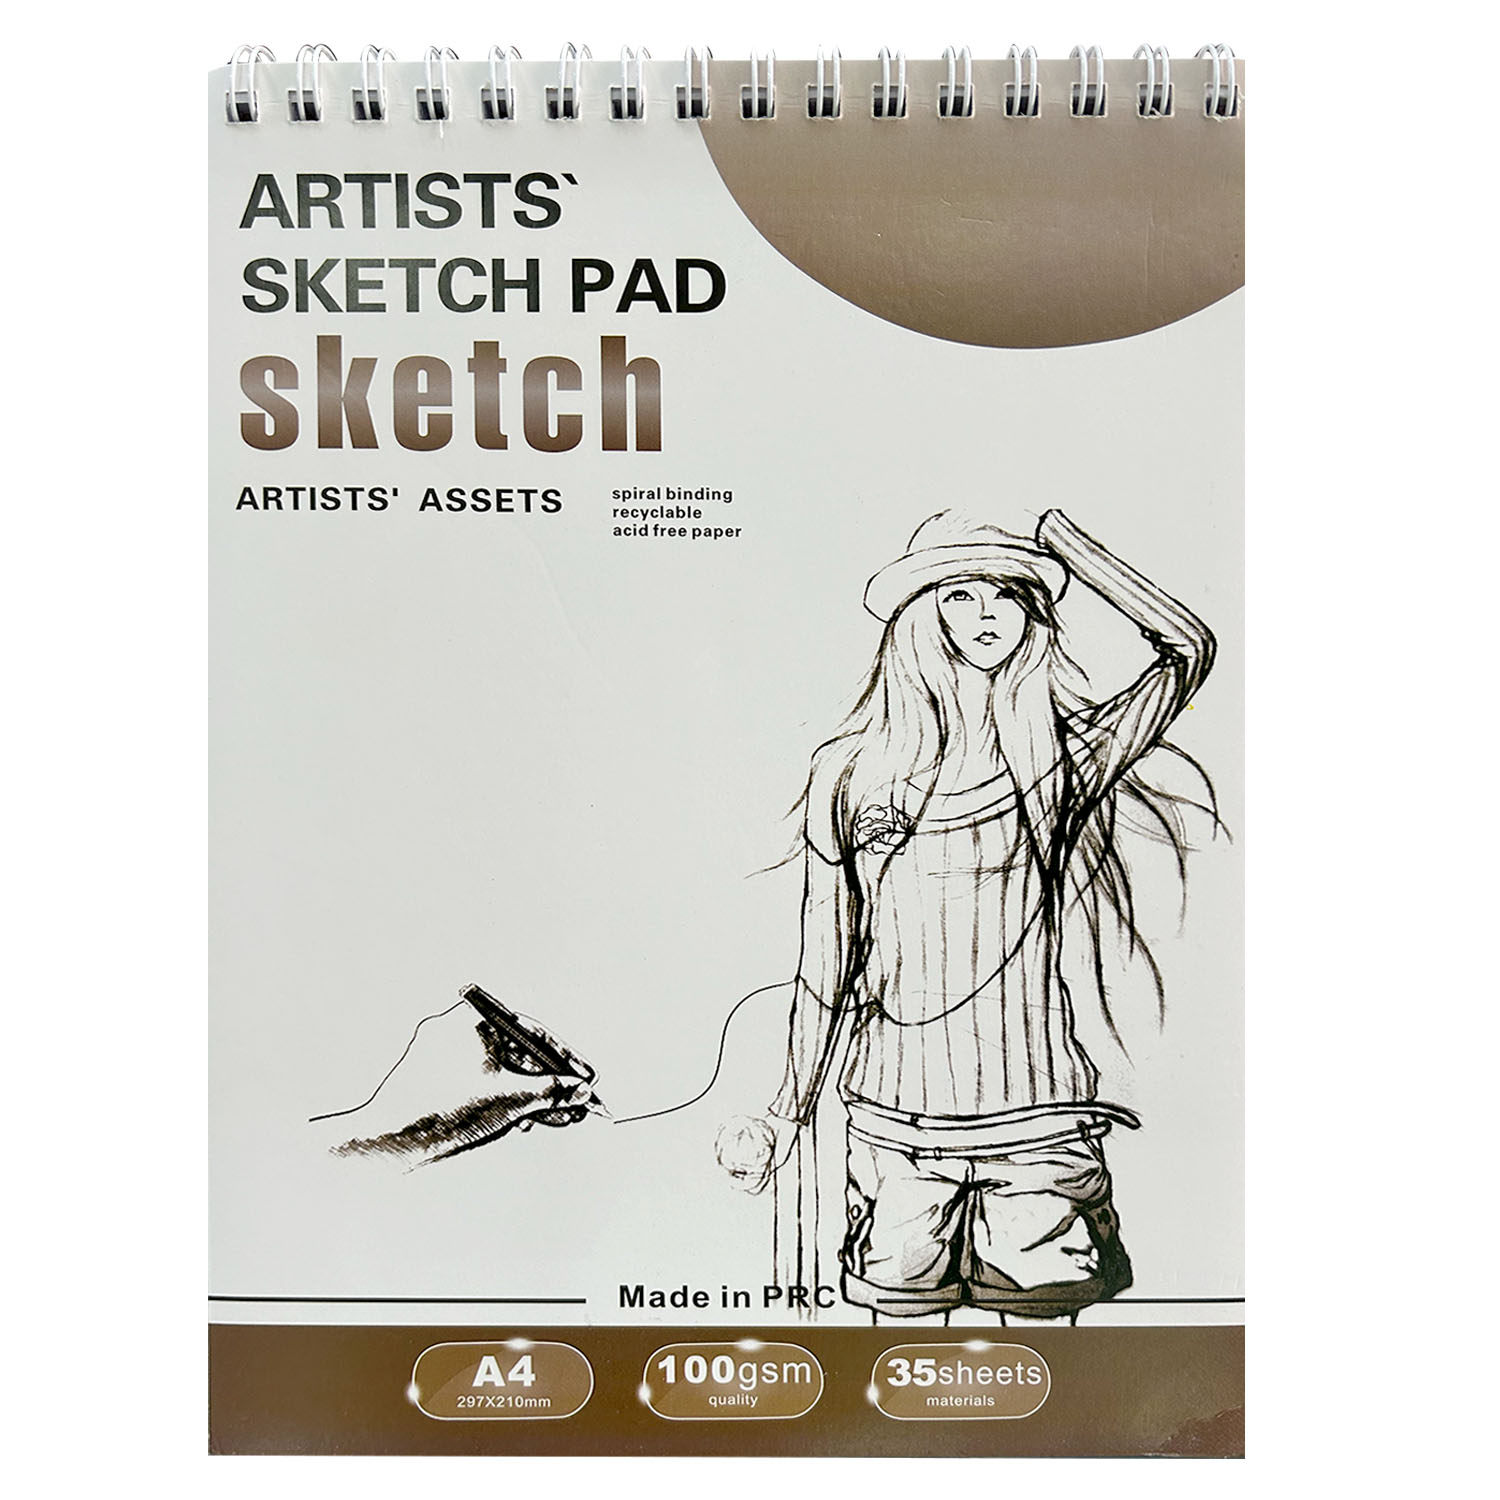 ARTISTS`
SKETCH PAD
sketch
ARTISTS' ASSETS
spiral binding
recyclable
acid free paper
Made in PRC
A4
297X210mm
100gsm
quality
35sheets
materials